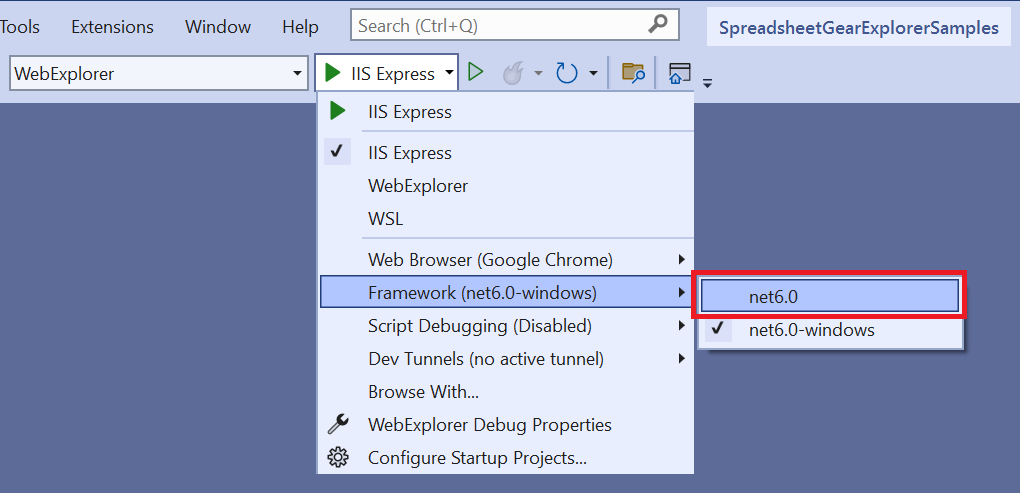 Tools Extensions Window Help Search (Ctrl+Q) SpreadsheetGearExplorerSamples
WebExplorer IIS Express
IIS Express
IIS Express
WebExplorer
WSL
Web Browser (Google Chrome)
Framework (net6.0-windows)
net6.0
Script Debugging (Disabled)
net6.0-windows
Dev Tunnels (no active tunnel)
Browse With...
WebExplorer Debug Properties
Configure Startup Projects...